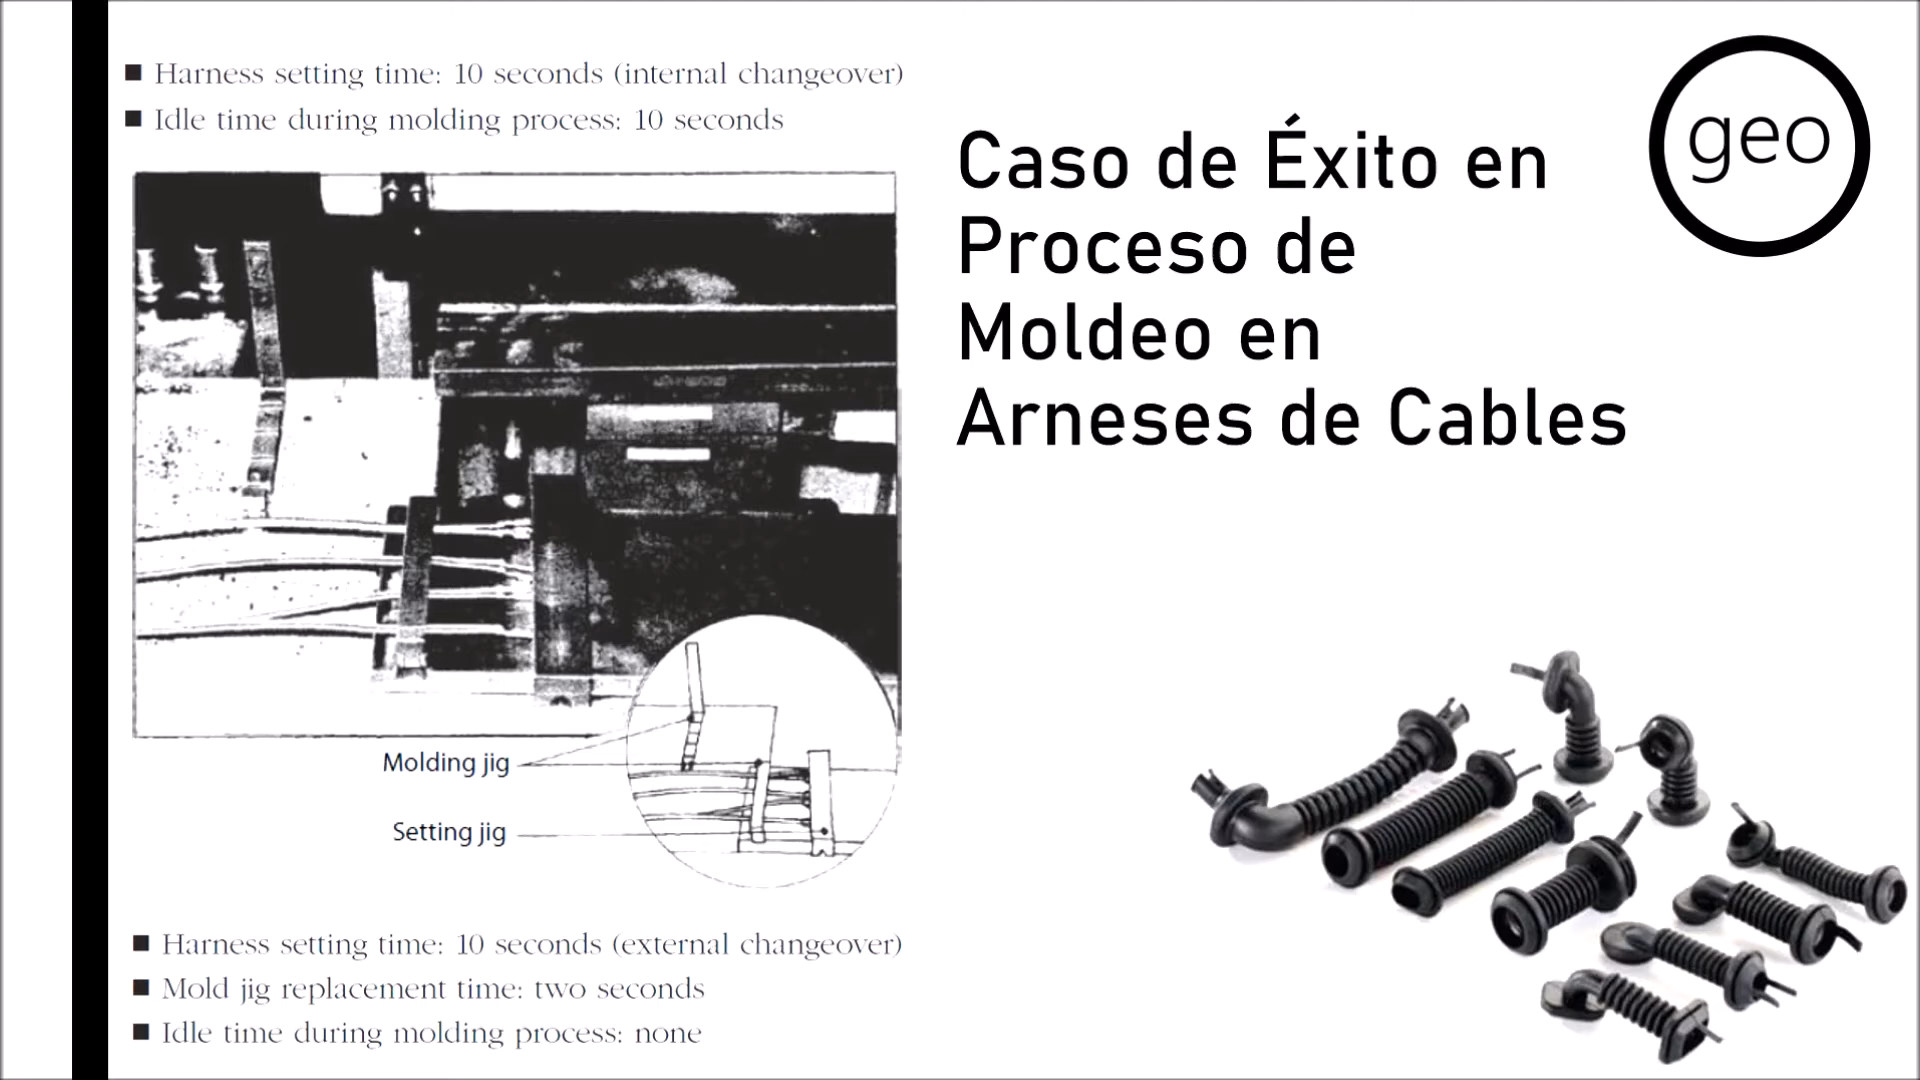 Harness setting time: 10 seconds (internal changeover)
Idle time during molding process: 10 seconds
Molding jig
Setting jig
Harness setting time: 10 seconds (external changeover)
Mold jig replacement time: two seconds
Idle time during molding process: none
Caso de Éxito en
Proceso de
Moldeo en
Arneses de Cables
geo